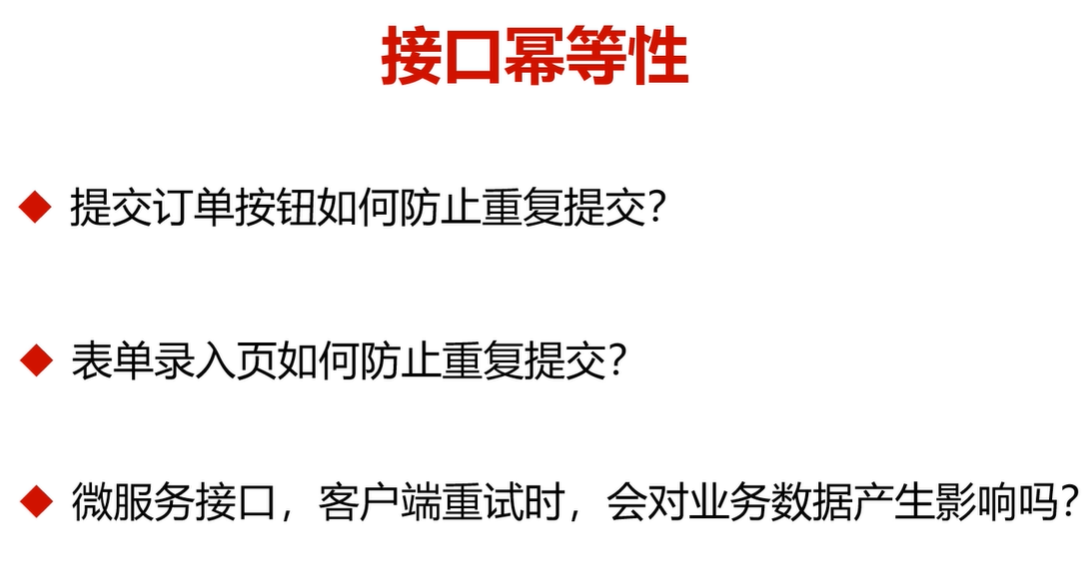 接口幂等性
提交订单按钮如何防止重复提交?
表单录入页如何防止重复提交?
微服务接口，客户端重试时，会对业务数据产生影响吗?